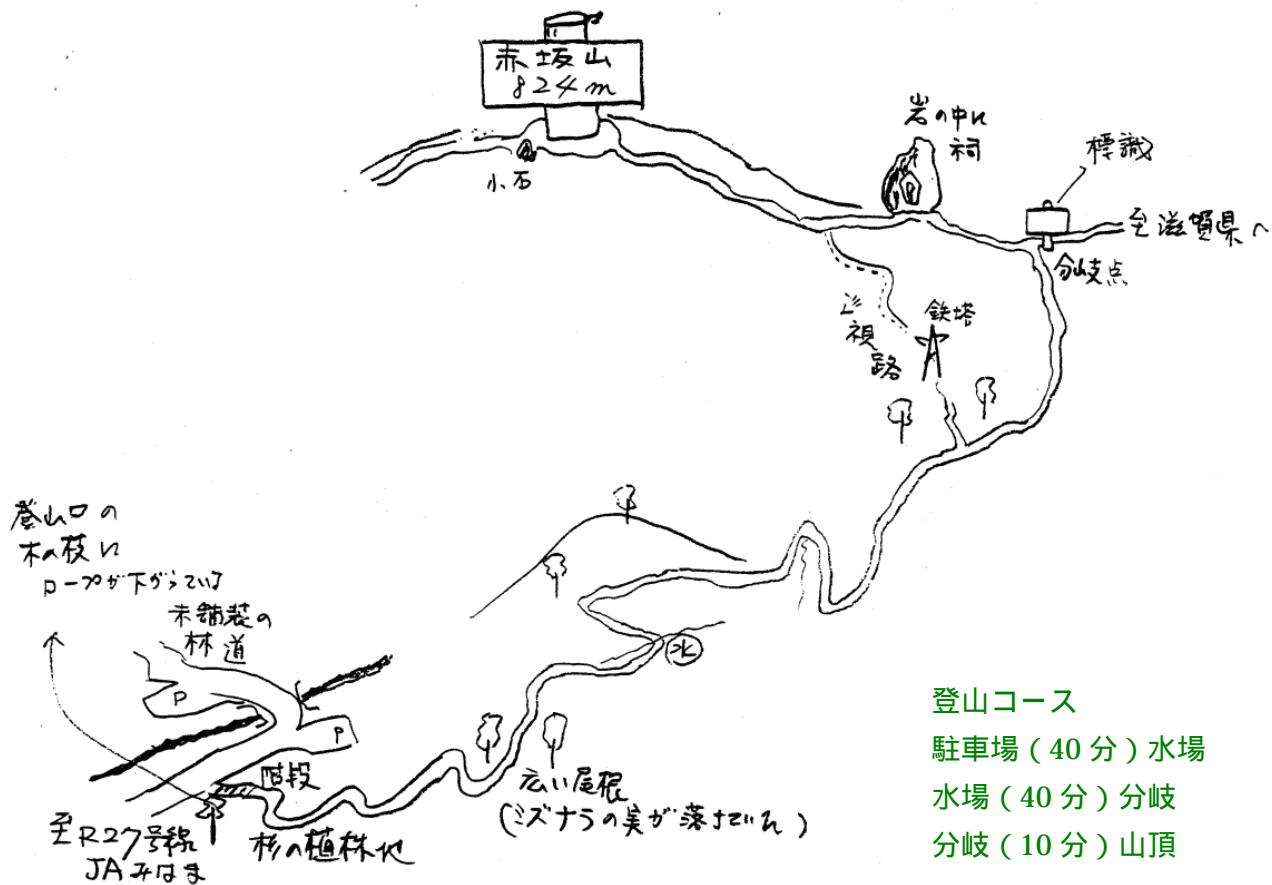 赤坂山
824m
小石
岩の中に
祠
標識
至滋賀県へ
分岐点
鉄塔
視
路
登山口の
木の枝に
ロープが下がっている
未舗装の
林道
P
P
水
階段
広い尾根
(ミズナラの実が落ちていた)
杉の植林地
至R27号線
JAみはま
登山コース
駐車場(40分)水場
水場(40分)分岐
分岐(10分)山頂